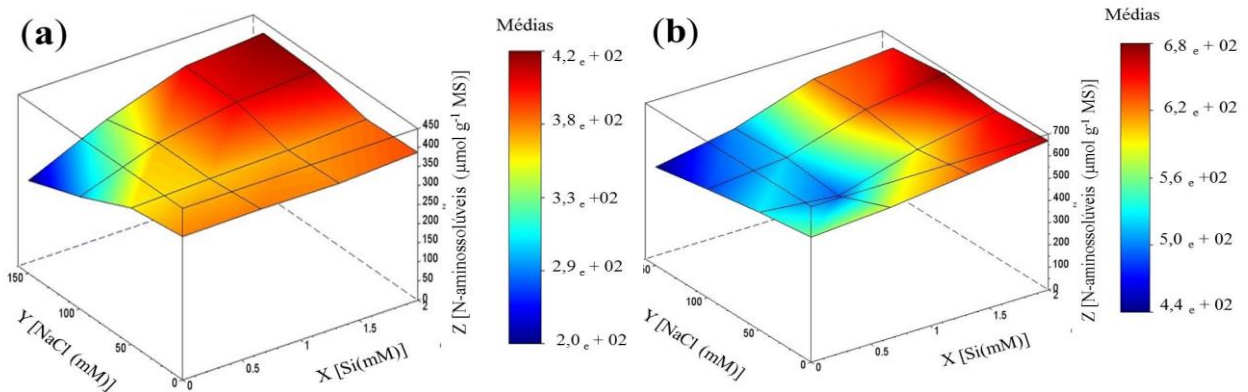 (a)
Médias
4,2 e + 02
3,8 e + 02
3,3 e + 02
2,9 e + 02
2,0 e + 02
Z [N-aminossolúveis (µmol g-1 MS)]
450
400
350
300
250
200
150
100
50
0
Y [NaCl (mM)]
150
100
50
0
X [Si(mM)]
0
0.5
1
1.5
2
(b)
Médias
6,8 e + 02
6,2 e + 02
5,6 e +02
5,0 e + 02
4,4 e + 02
Z [N-aminossolúveis (µmol g-1 MS)]
700
600
500
400
300
200
100
0
Y [NaCl (mM)]
100
50
0
X [Si(mM)]
0
0.5
1
1.5
2